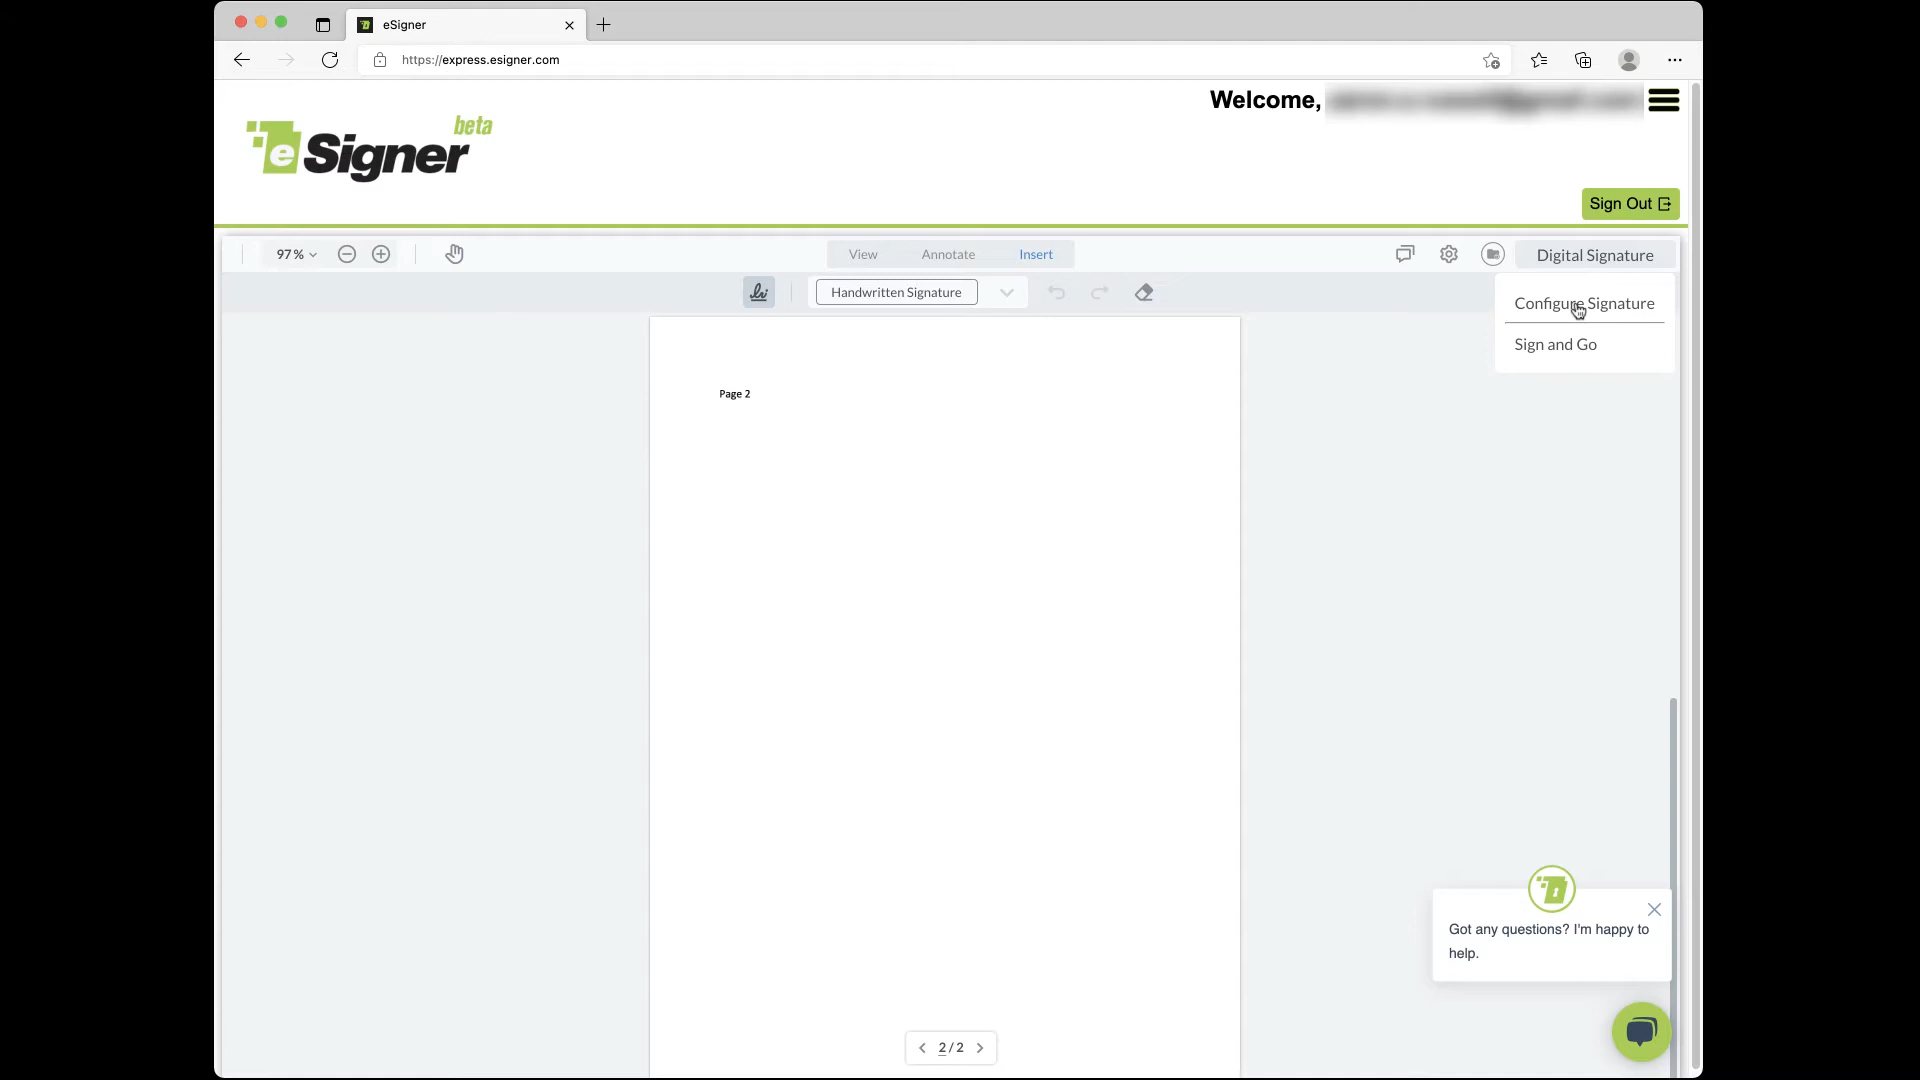 eSigner
https://express.esigner.com
Welcome,
eSigner beta
Sign Out
97%
View
Annotate
Insert
Digital Signature
Handwritten Signature
Configure Signature
Sign and Go
Page 2
Got any questions? I'm happy to
help.
2 / 2